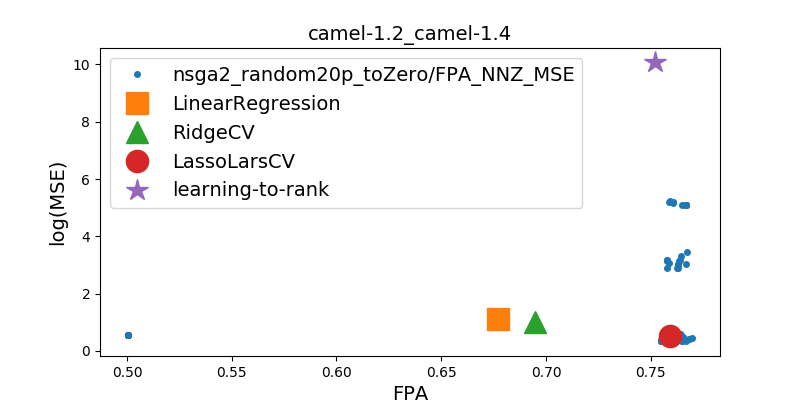 camel-1.2_camel-1.4
nsga2_random20p_toZero/FPA_NNZ_MSE
LinearRegression
RidgeCV
LassoLarsCV
learning-to-rank
log(MSE)
10
8
6
4
2
0
0.50 0.55 0.60 0.65 0.70 0.75
FPA